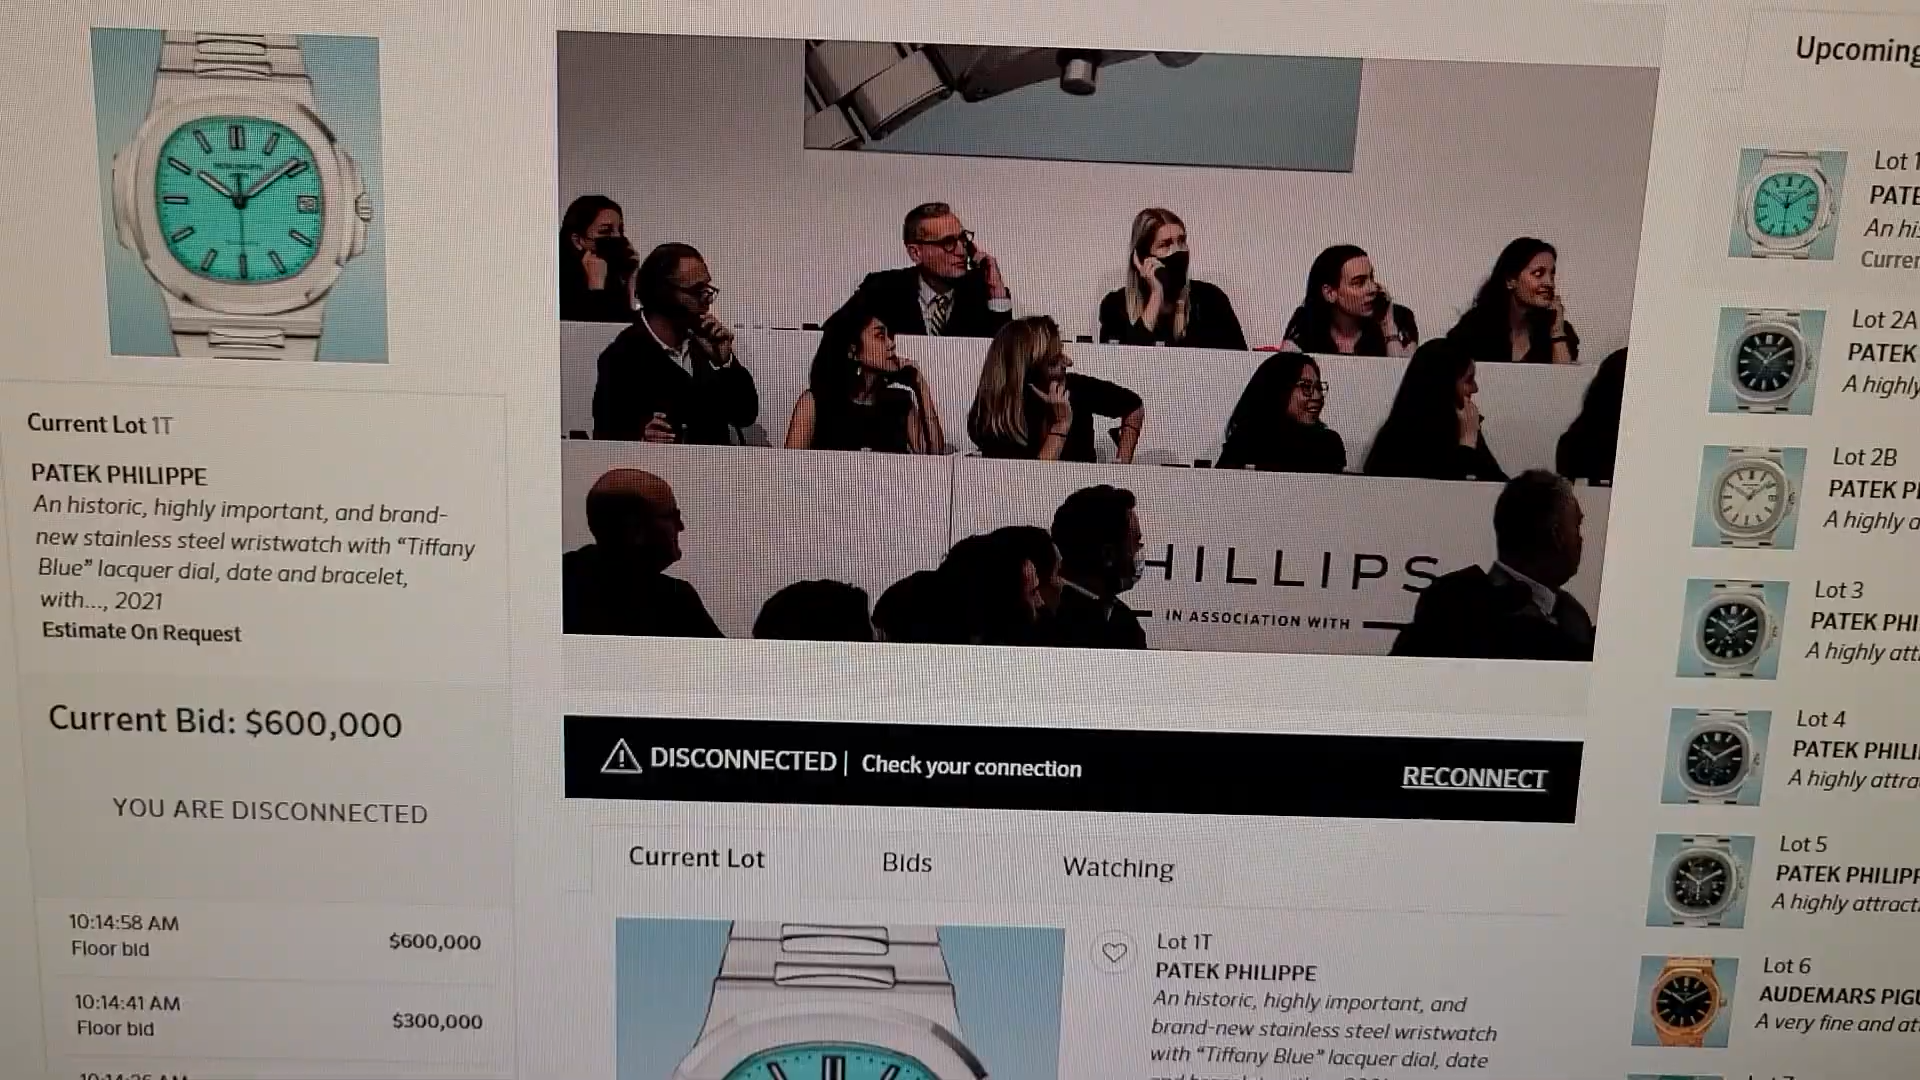 Current Lot 1T
PATEK PHILIPPE
An historic, highly important, and brand-
new stainless steel wristwatch with “Tiffany
Blue” lacquer dial, date and bracelet,
with..., 2021
Estimate On Request
Current Bid: $600,000
YOU ARE DISCONNECTED
10:14:58 AM
Floor bid
$600,000
10:14:41 AM
Floor bid
$300,000
HILLIPS
IN ASSOCIATION WITH
DISCONNECTED | Check your connection
RECONNECT
Current Lot
Bids
Watching
Lot 1T
PATEK PHILIPPE
An historic, highly important, and
brand-new stainless steel wristwatch
with “Tiffany Blue” lacquer dial, date
Upcoming
Lot 1
PATE
An his
Curren
Lot 2A
PATEK
A highly
Lot 2B
PATEK P
A highly a
Lot 3
PATEK PHI
A highly att
Lot 4
PATEK PHILI
A highly attra
Lot 5
PATEK PHILIPP
A highly attract
Lot 6
AUDEMARS PIGU
A very fine and at